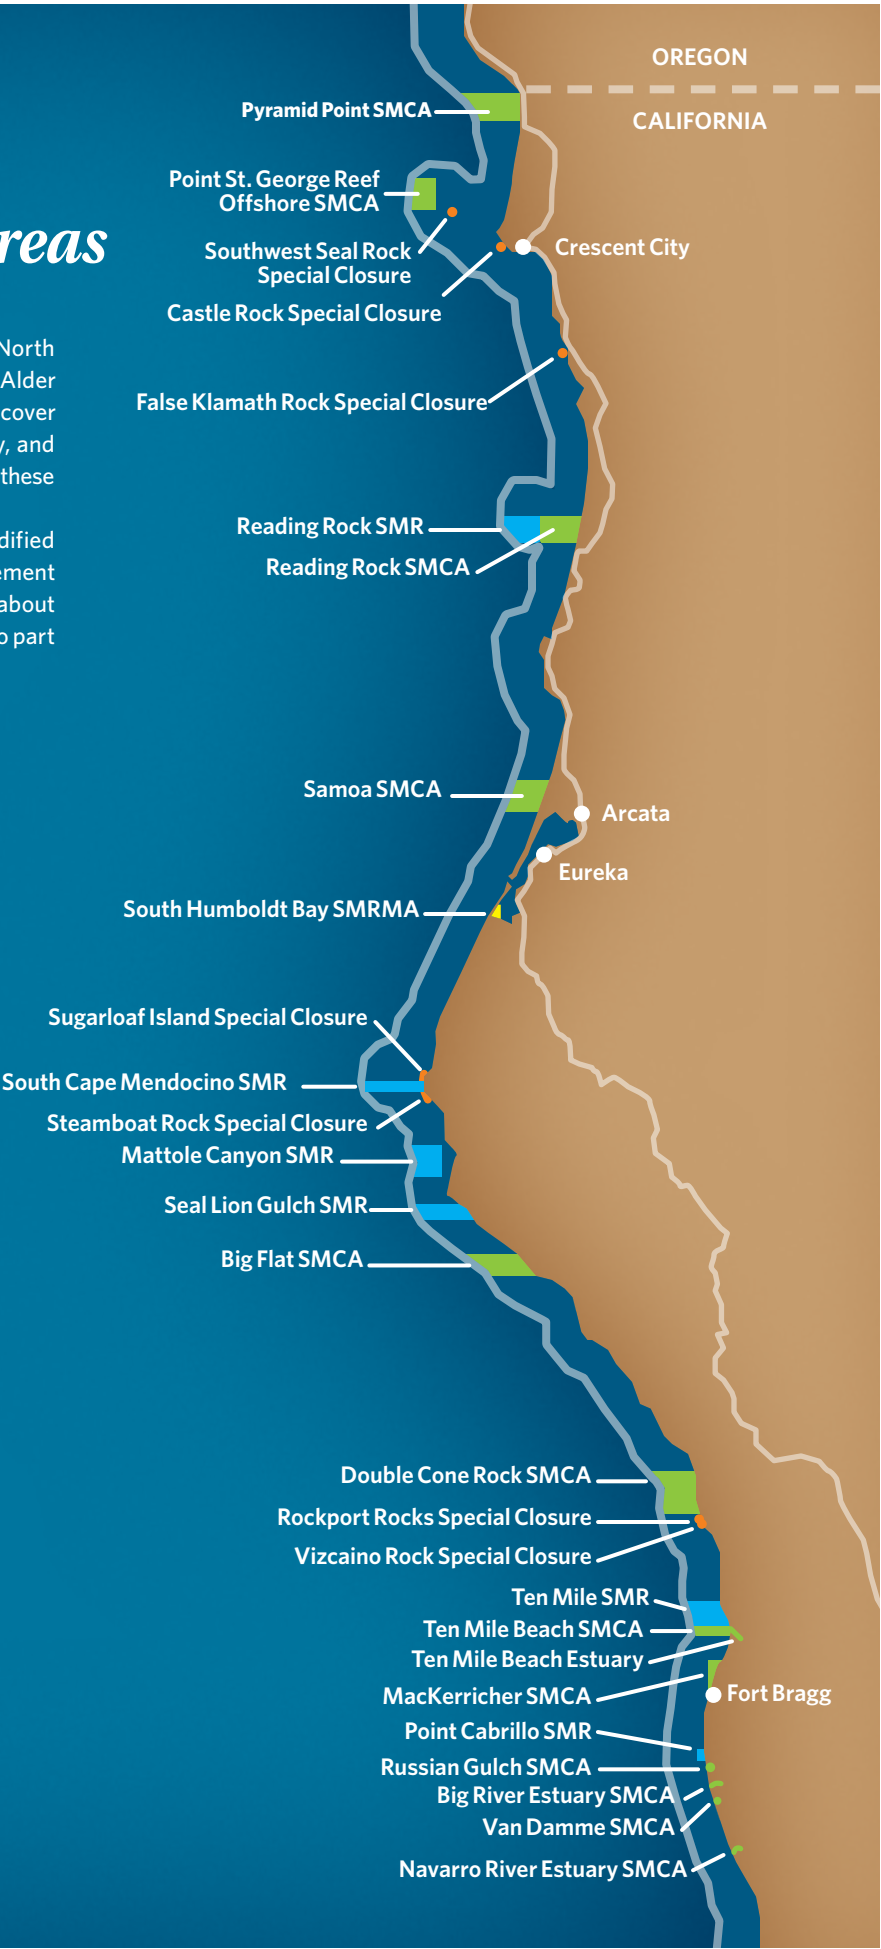 OREGON
CALIFORNIA
Pyramid Point SMCA
Point St. George Reef
Offshore SMCA
reas
Southwest Seal Rock
Special Closure
Crescent City
Castle Rock Special Closure
North
Alder
cover
y, and
these
False Klamath Rock Special Closure
Reading Rock SMR
Reading Rock SMCA
dified
ement
about
o part
Samoa SMCA
Arcata
Eureka
South Humboldt Bay SMRMA
Sugarloaf Island Special Closure
South Cape Mendocino SMR
Steamboat Rock Special Closure
Mattole Canyon SMR
Seal Lion Gulch SMR
Big Flat SMCA
Double Cone Rock SMCA
Rockport Rocks Special Closure
Vizcaino Rock Special Closure
Ten Mile SMR
Ten Mile Beach SMCA
Ten Mile Beach Estuary
MacKerricher SMCA
Fort Bragg
Point Cabrillo SMR
Russian Gulch SMCA
Big River Estuary SMCA
Van Damme SMCA
Navarro River Estuary SMCA